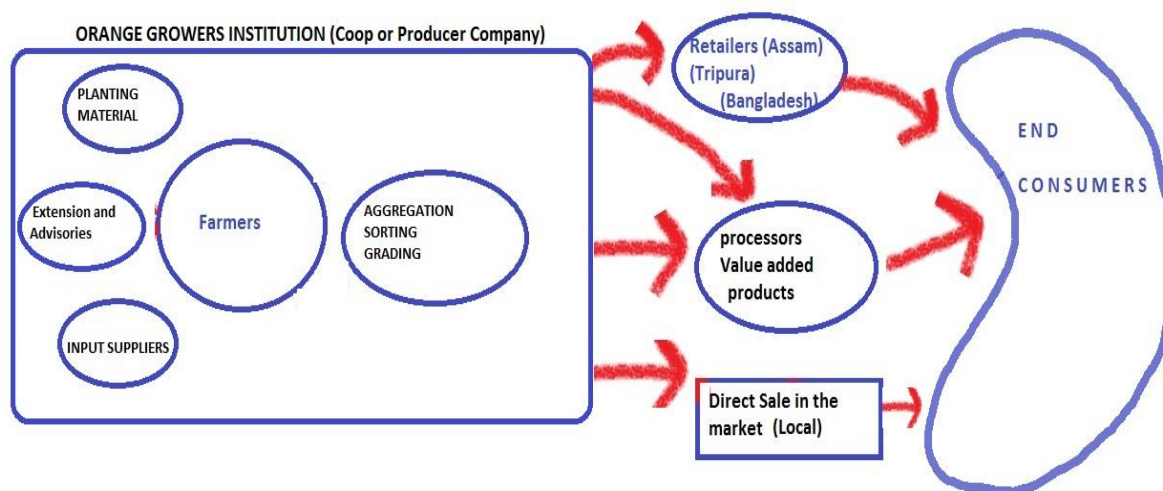 ORANGE GROWERS INSTITUTION (Coop or Producer Company)
PLANTING
MATERIAL
Extension and
Advisories
INPUT SUPPLIERS
Farmers
AGGREGATION
SORTING
GRADING
Retailers (Assam)
(Tripura)
(Bangladesh)
processors
Value added
products
Direct Sale in the
market (Local)
END
CONSUMERS